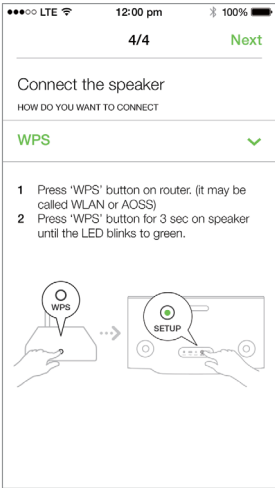 LTE 12:00 pm 100%
4/4 Next
Connect the speaker
HOW DO YOU WANT TO CONNECT
WPS
1 Press ‘WPS’ button on router. (it may be
called WLAN or AOSS)
2 Press ‘WPS’ button for 3 sec on speaker
until the LED blinks to green.
WPS
SETUP